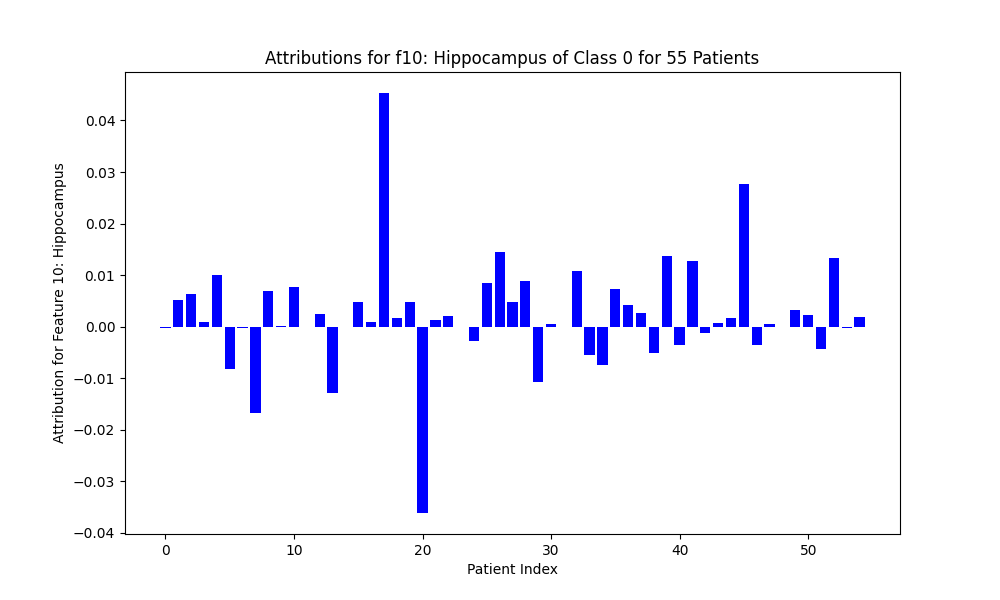 Attributions for f10: Hippocampus of Class 0 for 55 Patients
Attribution for Feature 10: Hippocampus
0.04
0.03
0.02
0.01
0.00
−0.01
−0.02
−0.03
−0.04
0 10 20 30 40 50
Patient Index